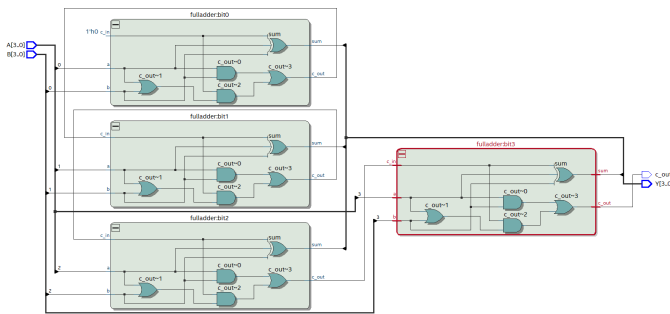 fulladder:bit0
1'h0 c_in
sum
A[3..0]
B[3..0]
sum
0 a
c_out~0
c_out~1
c_out~3
c_out
0 b
c_out~2
fulladder:bit1
c_in
sum
sum
1 a
c_out~0
c_out~1
c_out~3
c_out
1 b
c_out~2
fulladder:bit3
c_in
sum
sum
c_out
3 a
Y[3..0
c_out~0
c_out~1
c_out~3
c_out
3 b
c_out~2
fulladder:bit2
c_in
sum
sum
2 a
c_out~0
c_out~1
c_out~3
c_out
2 b
c_out~2